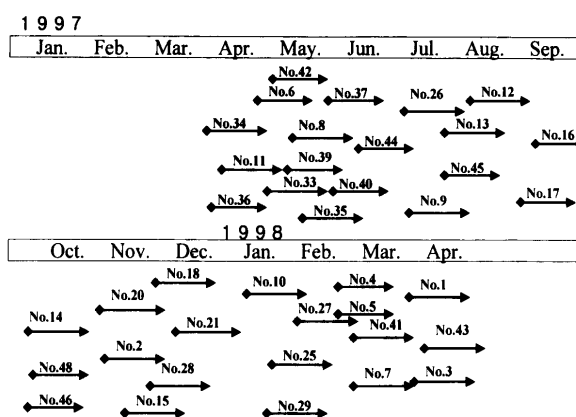 1997
Jan. Feb. Mar. Apr. May. Jun. Jul. Aug. Sep.
No.42
No.6 No.37 No.26 No.12
No.34 No.8 No.44 No.13 No.16
No.11 No.39 No.45
No.33 No.40 No.17
No.36 No.35 No.9
1998
Oct. Nov. Dec. Jan. Feb. Mar. Apr.
No.18 No.10 No.4 No.1
No.20 No.27 No.5
No.14 No.21 No.41 No.43
No.2 No.25
No.48 No.28 No.7 No.3
No.46 No.15 No.29